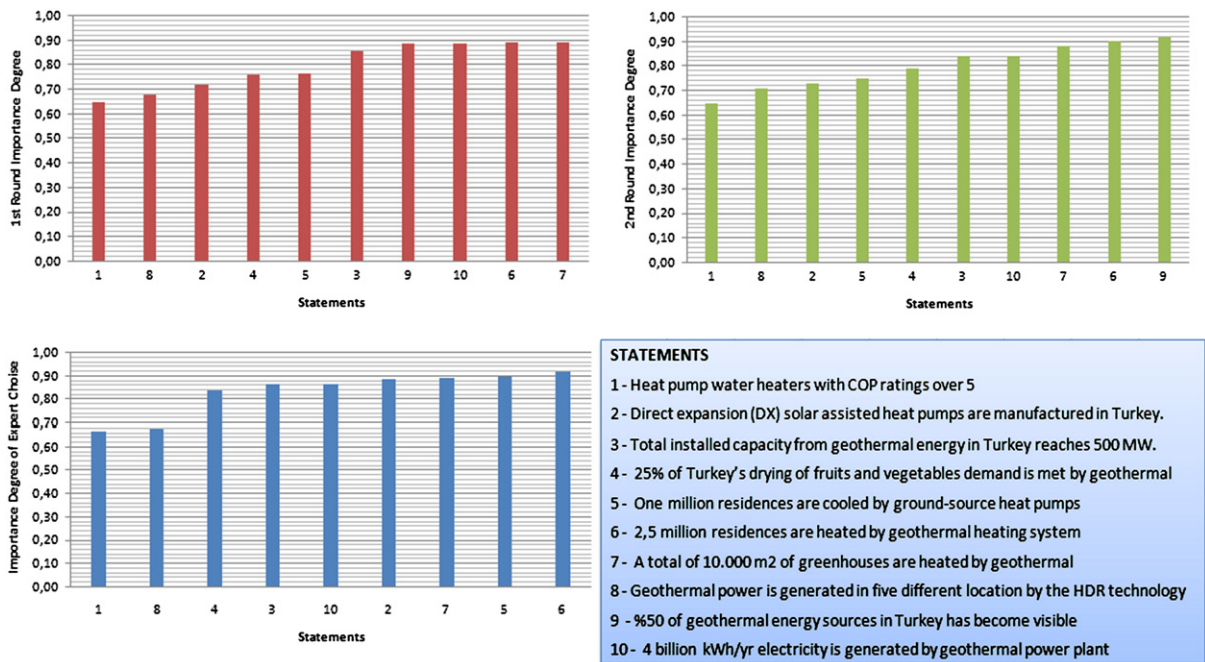 1st Round Importance Degree
1,00
0,90
0,80
0,70
0,60
0,50
0,40
0,30
0,20
0,10
0,00
1 8 2 4 5 3 9 10 6 7
Statements
2nd Round Importance Degree
1,00
0,90
0,80
0,70
0,60
0,50
0,40
0,30
0,20
0,10
0,00
1 8 2 5 4 3 10 7 6 9
Statements
Importance Degree of Expert Choise
1,00
0,90
0,80
0,70
0,60
0,50
0,40
0,30
0,20
0,10
0,00
1 8 4 3 10 2 7 5 6
Statements
STATEMENTS
1 - Heat pump water heaters with COP ratings over 5
2 - Direct expansion (DX) solar assisted heat pumps are manufactured in Turkey.
3 - Total installed capacity from geothermal energy in Turkey reaches 500 MW.
4 - 25% of Turkey's drying of fruits and vegetables demand is met by geothermal
5 - One million residences are cooled by ground-source heat pumps
6 - 2,5 million residences are heated by geothermal heating system
7 - A total of 10.000 m2 of greenhouses are heated by geothermal
8 - Geothermal power is generated in five different location by the HDR technology
9 - %50 of geothermal energy sources in Turkey has become visible
10 - 4 billion kWh/yr electricity is generated by geothermal power plant